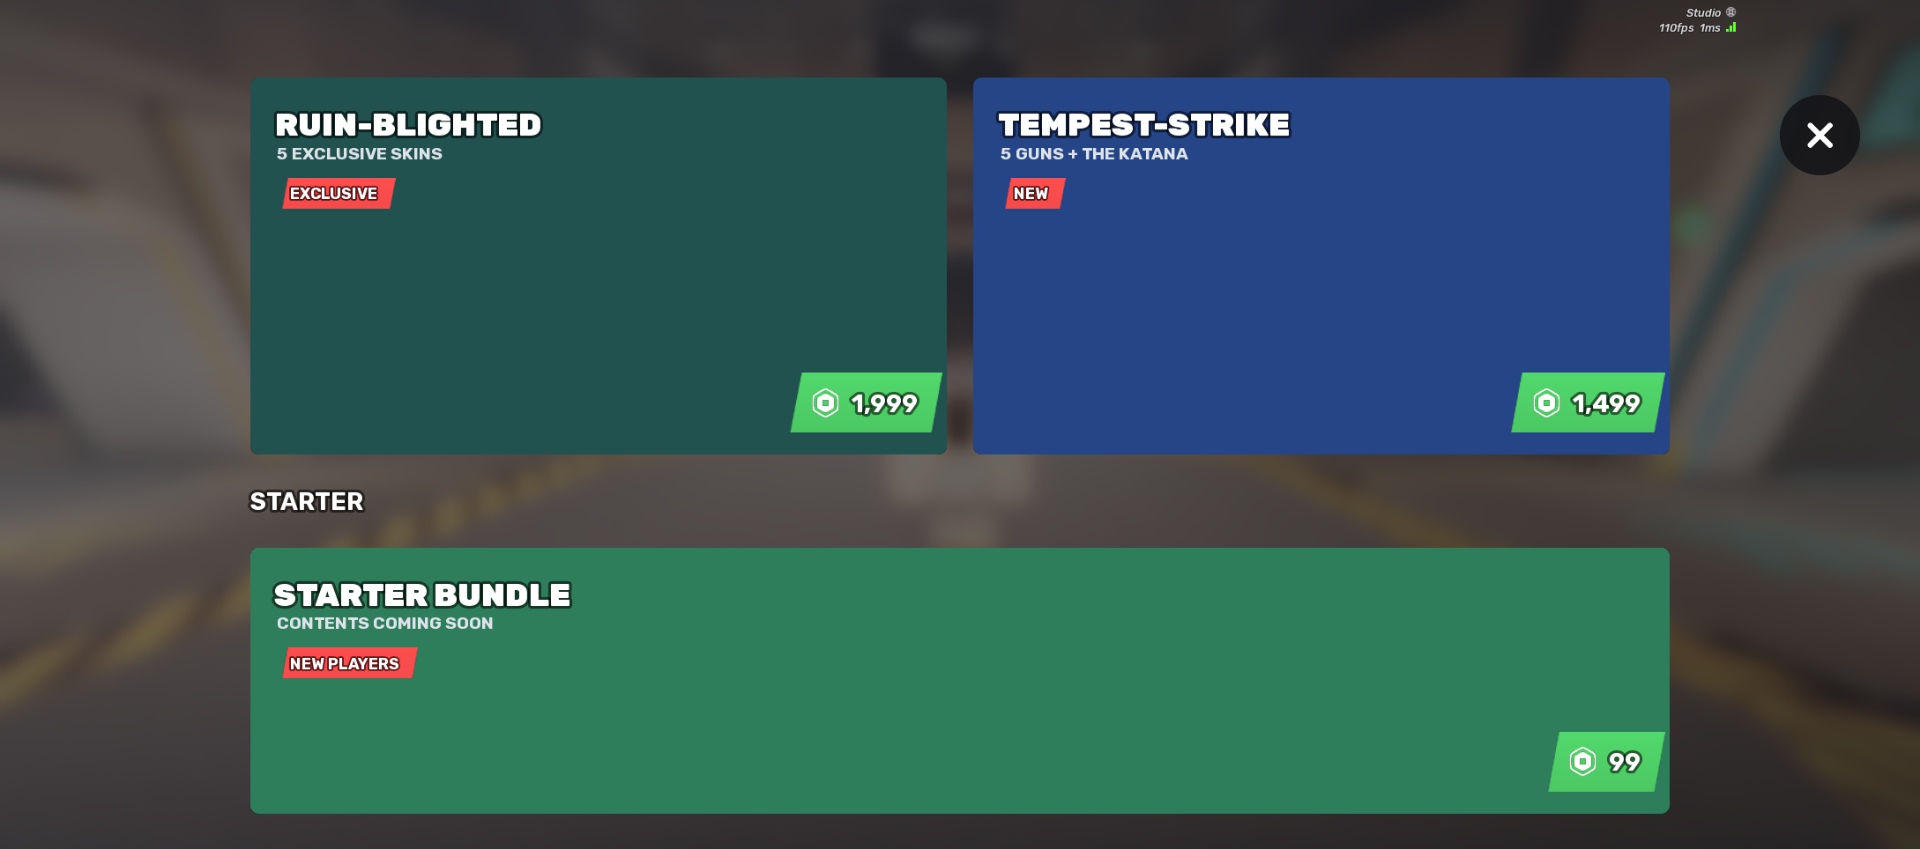 Studio
110fps 1ms
RUIN-BLIGHTED
5 EXCLUSIVE SKINS
EXCLUSIVE
1,999
TEMPEST-STRIKE
5 GUNS + THE KATANA
NEW
1,499
STARTER
STARTER BUNDLE
CONTENTS COMING SOON
NEW PLAYERS
99